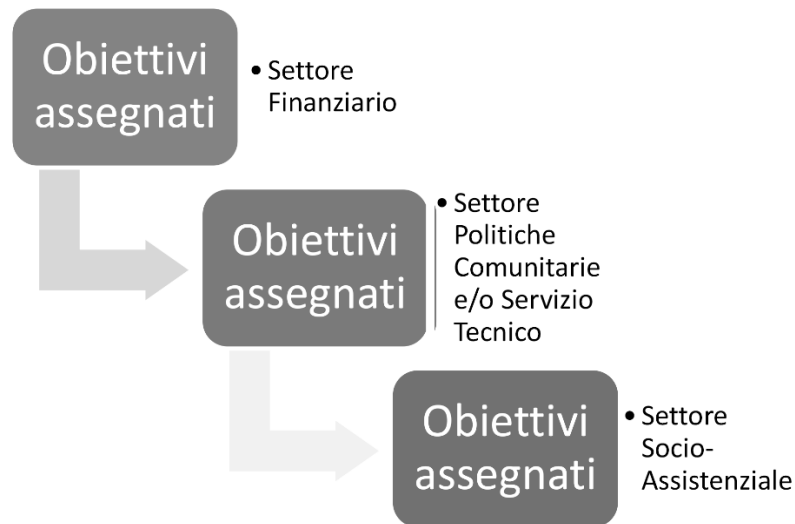 Obiettivi
assegnati
• Settore
Finanziario
Obiettivi
assegnati
• Settore
Politiche
Comunitarie
e/o Servizio
Tecnico
Obiettivi
assegnati
• Settore
Socio-
Assistenziale